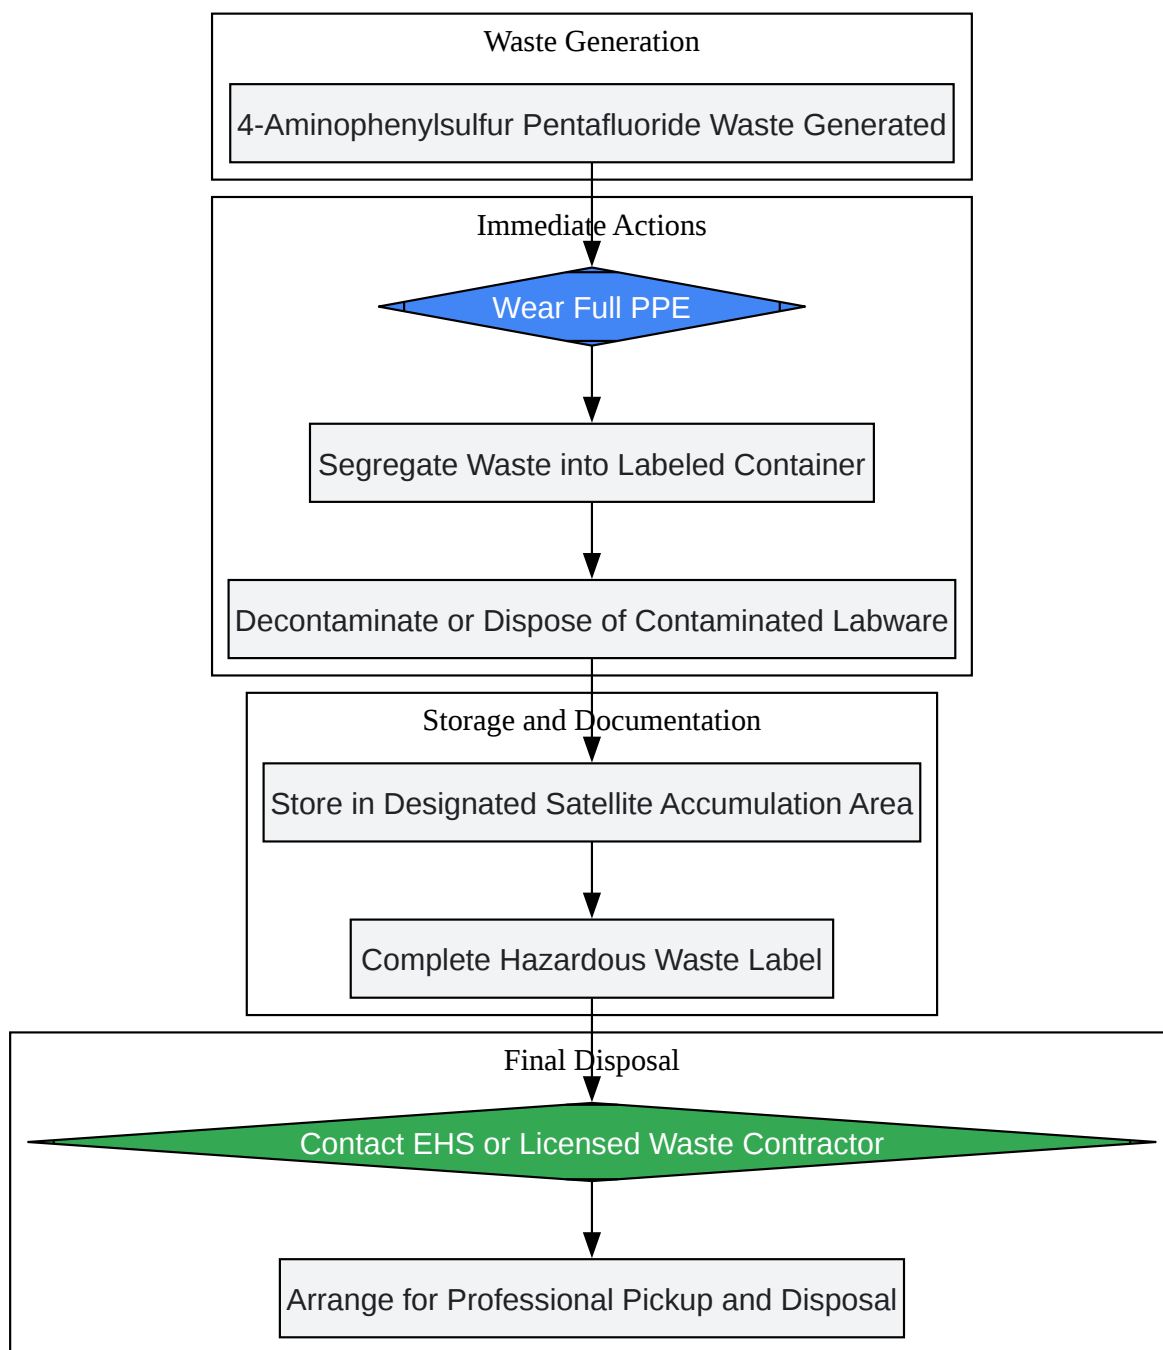 Waste Generation
4-Aminophenylsulfur Pentafluoride Waste Generated
Immediate Actions
Wear Full PPE
Segregate Waste into Labeled Container
Decontaminate or Dispose of Contaminated Labware
Storage and Documentation
Store in Designated Satellite Accumulation Area
Complete Hazardous Waste Label
Final Disposal
Contact EHS or Licensed Waste Contractor
Arrange for Professional Pickup and Disposal